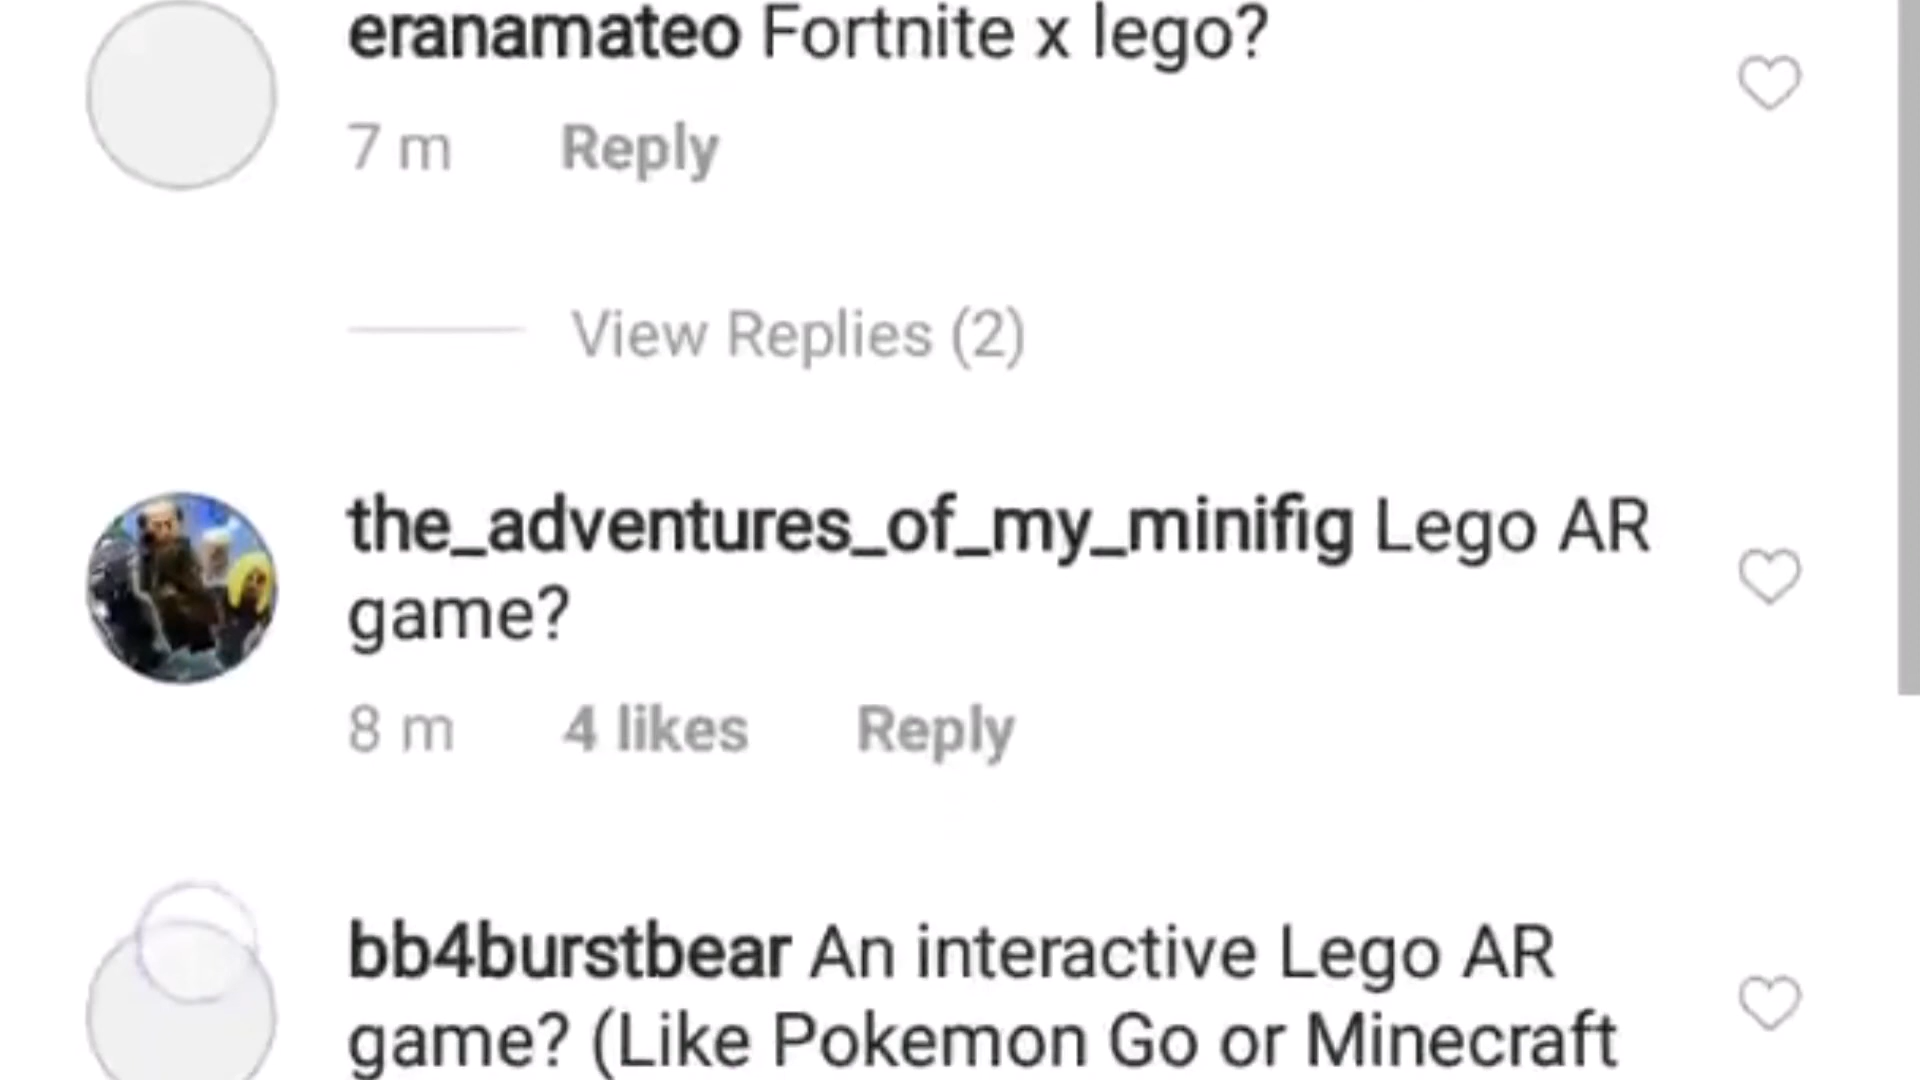 eranamateo Fortnite x lego?
7 m Reply
View Replies (2)
the_adventures_of_my_minifig Lego AR
game?
8 m 4 likes Reply
bb4burstbear An interactive Lego AR
game? (Like Pokemon Go or Minecraft